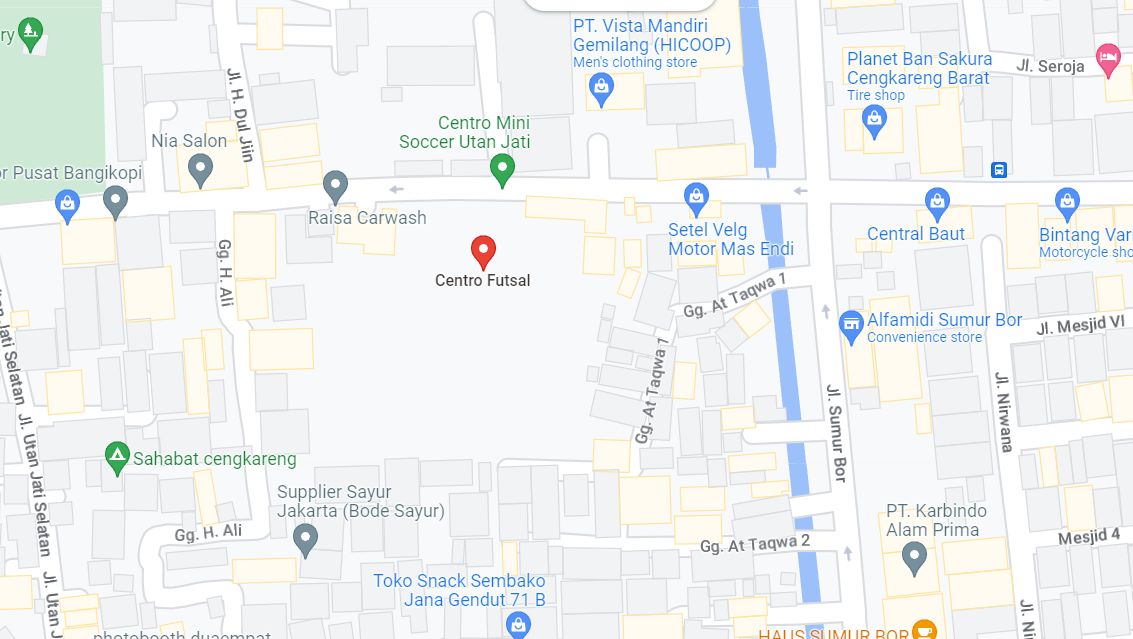 PT. Vista Mandiri
Gemilang (HICOOP)
Men's clothing store
ry
Planet Ban Sakura
Cengkareng Barat
Tire shop
Jl. Seroja
Jl. H. Dul Jiin
Centro Mini
Soccer Utan Jati
Nia Salon
or Pusat Bangikopi
Raisa Carwash
Setel Velg
Motor Mas Endi
Central Baut
Bintang Vari
Motorcycle sho
Gg. H. Ali
Centro Futsal
Gg. At Taqwa 1
Alfamidi Sumur Bor
Convenience store
Jl. Mesjid VI
Jati Selatan
Gg. At Taqwa 1
Jl. Sumur Bor
Jl. Nirwana
Jl. Utan Jati Selatan
Sahabat cengkareng
Supplier Sayur
Jakarta (Bode Sayur)
Gg. H. Ali
PT. Karbindo
Alam Prima
Mesjid 4
Gg. At Taqwa 2
Toko Snack Sembako
Jana Gendut 71 B
Jl. Utan J
Jl. Ni
photobooth duaempat
HAUS SUMUR BOR